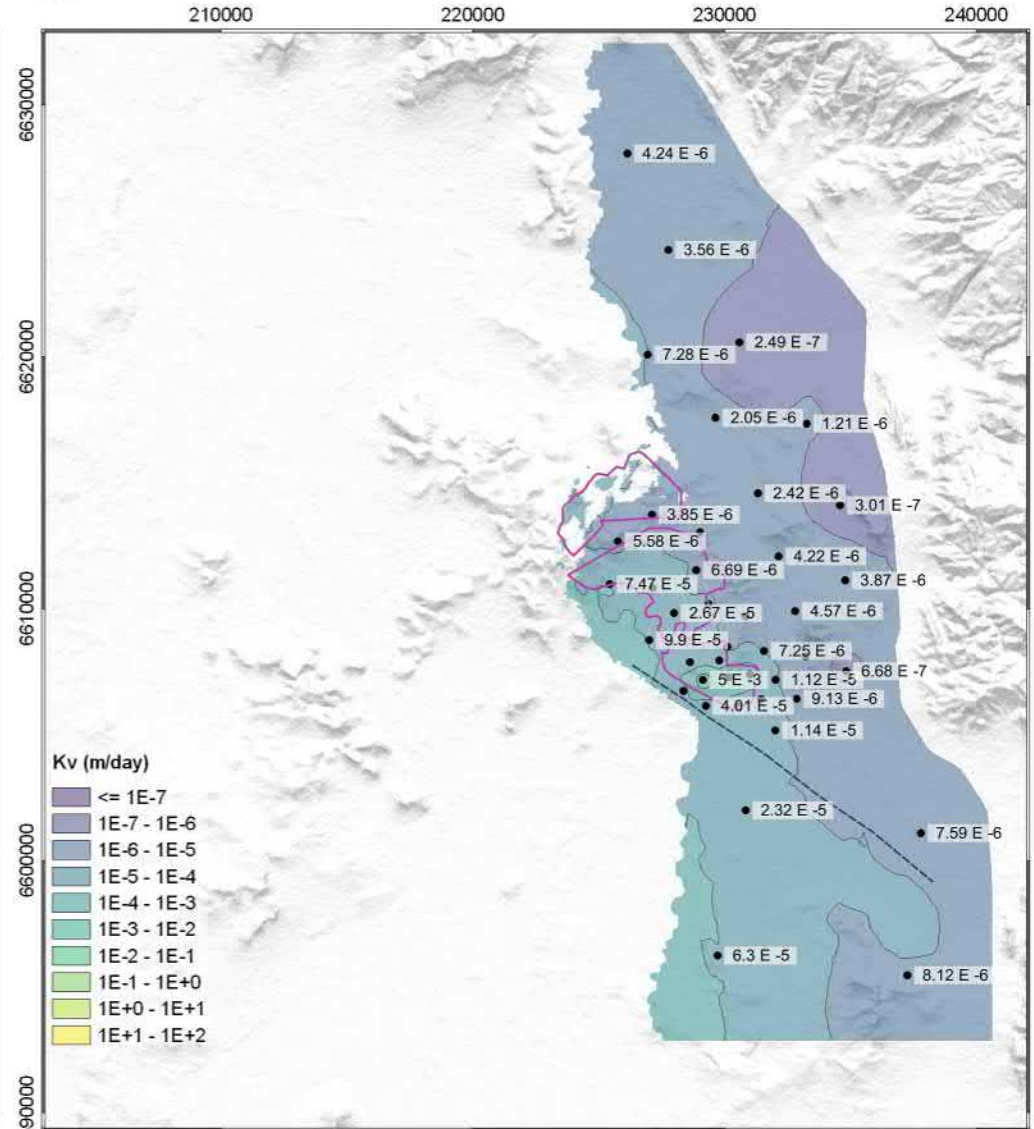 210000 220000 230000 240000
6630000
6620000
6610000
6600000
90000
4.24 E -6
3.56 E -6
2.49 E -7
7.28 E -6
2.05 E -6
1.21 E -6
2.42 E -6
3.01 E -7
3.85 E -6
5.58 E -6
4.22 E -6
6.69 E -6
3.87 E -6
7.47 E -5
2.67 E -5
4.57 E -6
9.9 E -5
7.25 E -6
6.68 E -7
5 E -3
1.12 E -5
9.13 E -6
4.01 E -5
1.14 E -5
2.32 E -5
7.59 E -6
6.3 E -5
8.12 E -6
Kv (m/day)
<= 1E-7
1E-7 - 1E-6
1E-6 - 1E-5
1E-5 - 1E-4
1E-4 - 1E-3
1E-3 - 1E-2
1E-2 - 1E-1
1E-1 - 1E+0
1E+0 - 1E+1
1E+1 - 1E+2